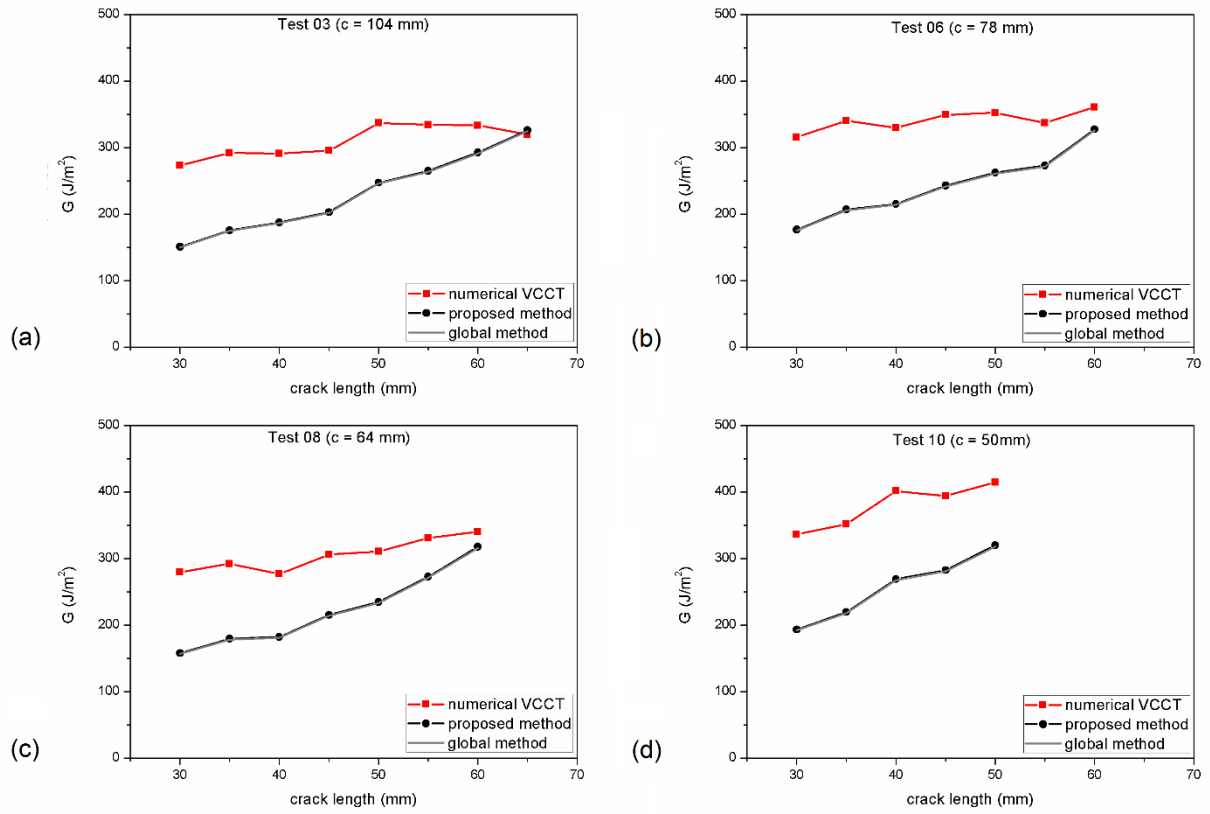 Test 03 (c = 104 mm)
500
400
300
200
100
0
G (J/m²)
numerical VCCT
proposed method
global method
30 40 50 60 70
crack length (mm)
(a)
Test 06 (c = 78 mm)
500
400
300
200
100
0
G (J/m²)
numerical VCCT
proposed method
global method
30 40 50 60 70
crack length (mm)
(b)
Test 08 (c = 64 mm)
500
400
300
200
100
0
G (J/m²)
numerical VCCT
proposed method
global method
30 40 50 60 70
crack length (mm)
(c)
Test 10 (c = 50mm)
500
400
300
200
100
0
G (J/m²)
numerical VCCT
proposed method
global method
30 40 50 60 70
crack length (mm)
(d)